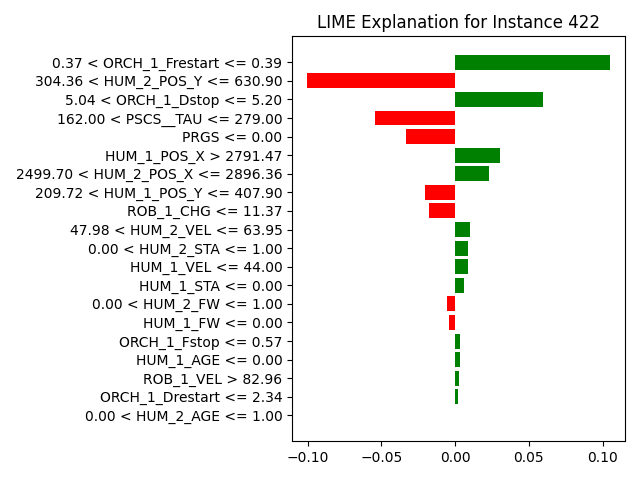 LIME Explanation for Instance 422
0.37 < ORCH_1_Frestart <= 0.39
304.36 < HUM_2_POS_Y <= 630.90
5.04 < ORCH_1_Dstop <= 5.20
162.00 < PSCS__TAU <= 279.00
PRGS <= 0.00
HUM_1_POS_X > 2791.47
2499.70 < HUM_2_POS_X <= 2896.36
209.72 < HUM_1_POS_Y <= 407.90
ROB_1_CHG <= 11.37
47.98 < HUM_2_VEL <= 63.95
0.00 < HUM_2_STA <= 1.00
HUM_1_VEL <= 44.00
HUM_1_STA <= 0.00
0.00 < HUM_2_FW <= 1.00
HUM_1_FW <= 0.00
ORCH_1_Fstop <= 0.57
HUM_1_AGE <= 0.00
ROB_1_VEL > 82.96
ORCH_1_Drestart <= 2.34
0.00 < HUM_2_AGE <= 1.00
−0.10 −0.05 0.00 0.05 0.10